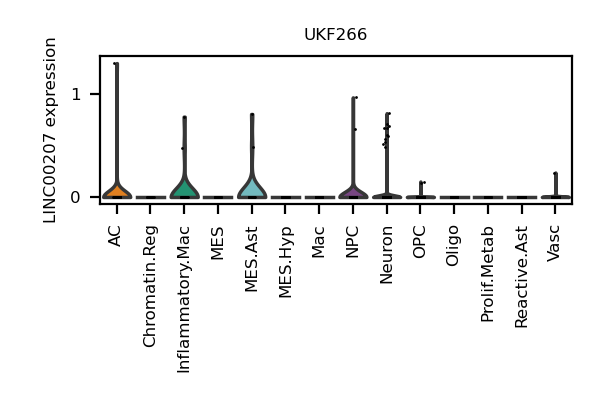 UKF266
LINC00207 expression
1
0
AC
Chromatin.Reg
Inflammatory.Mac
MES
MES.Ast
MES.Hyp
Mac
NPC
Neuron
OPC
Oligo
Prolif.Metab
Reactive.Ast
Vasc